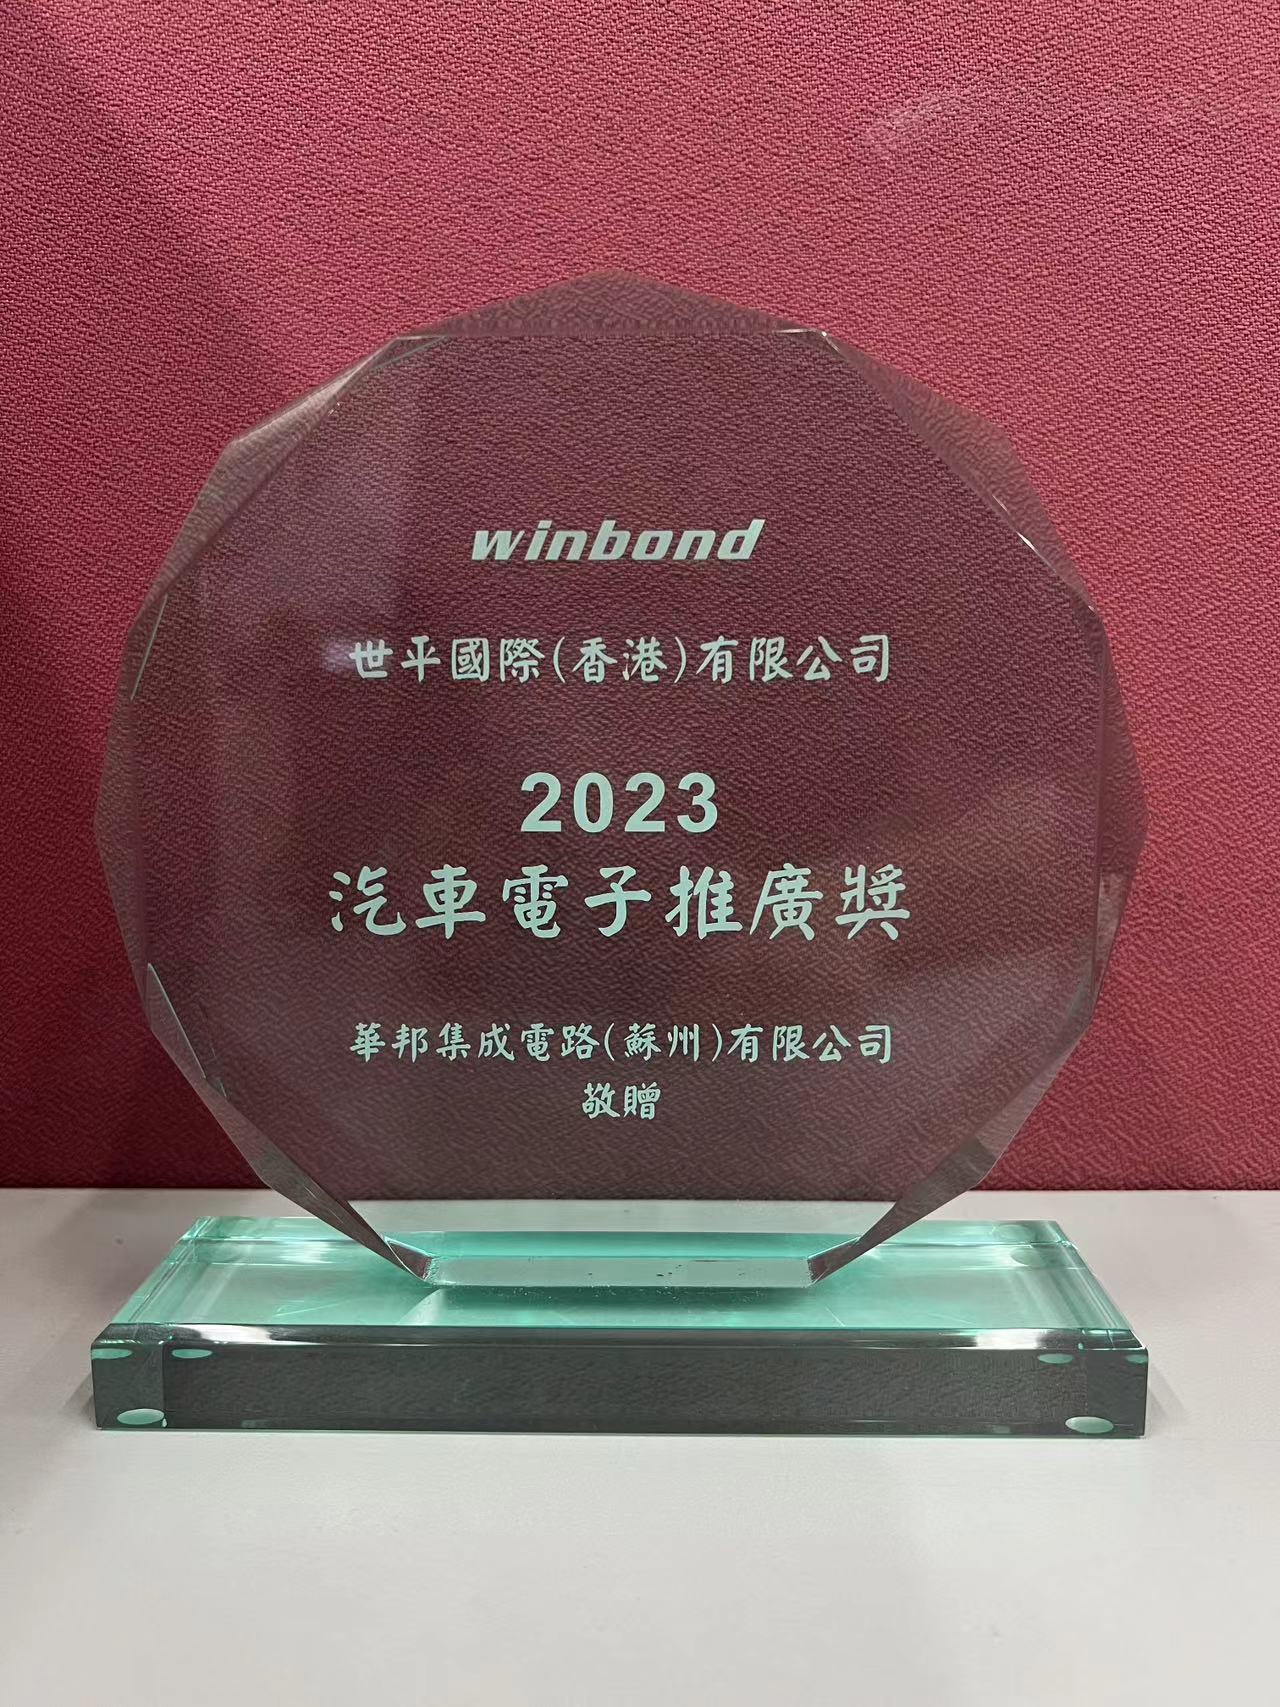 winbond
世平國際(香港)有限公司
2023
汽車電子推廣獎
華邦集成電路(蘇州)有限公司
敬贈